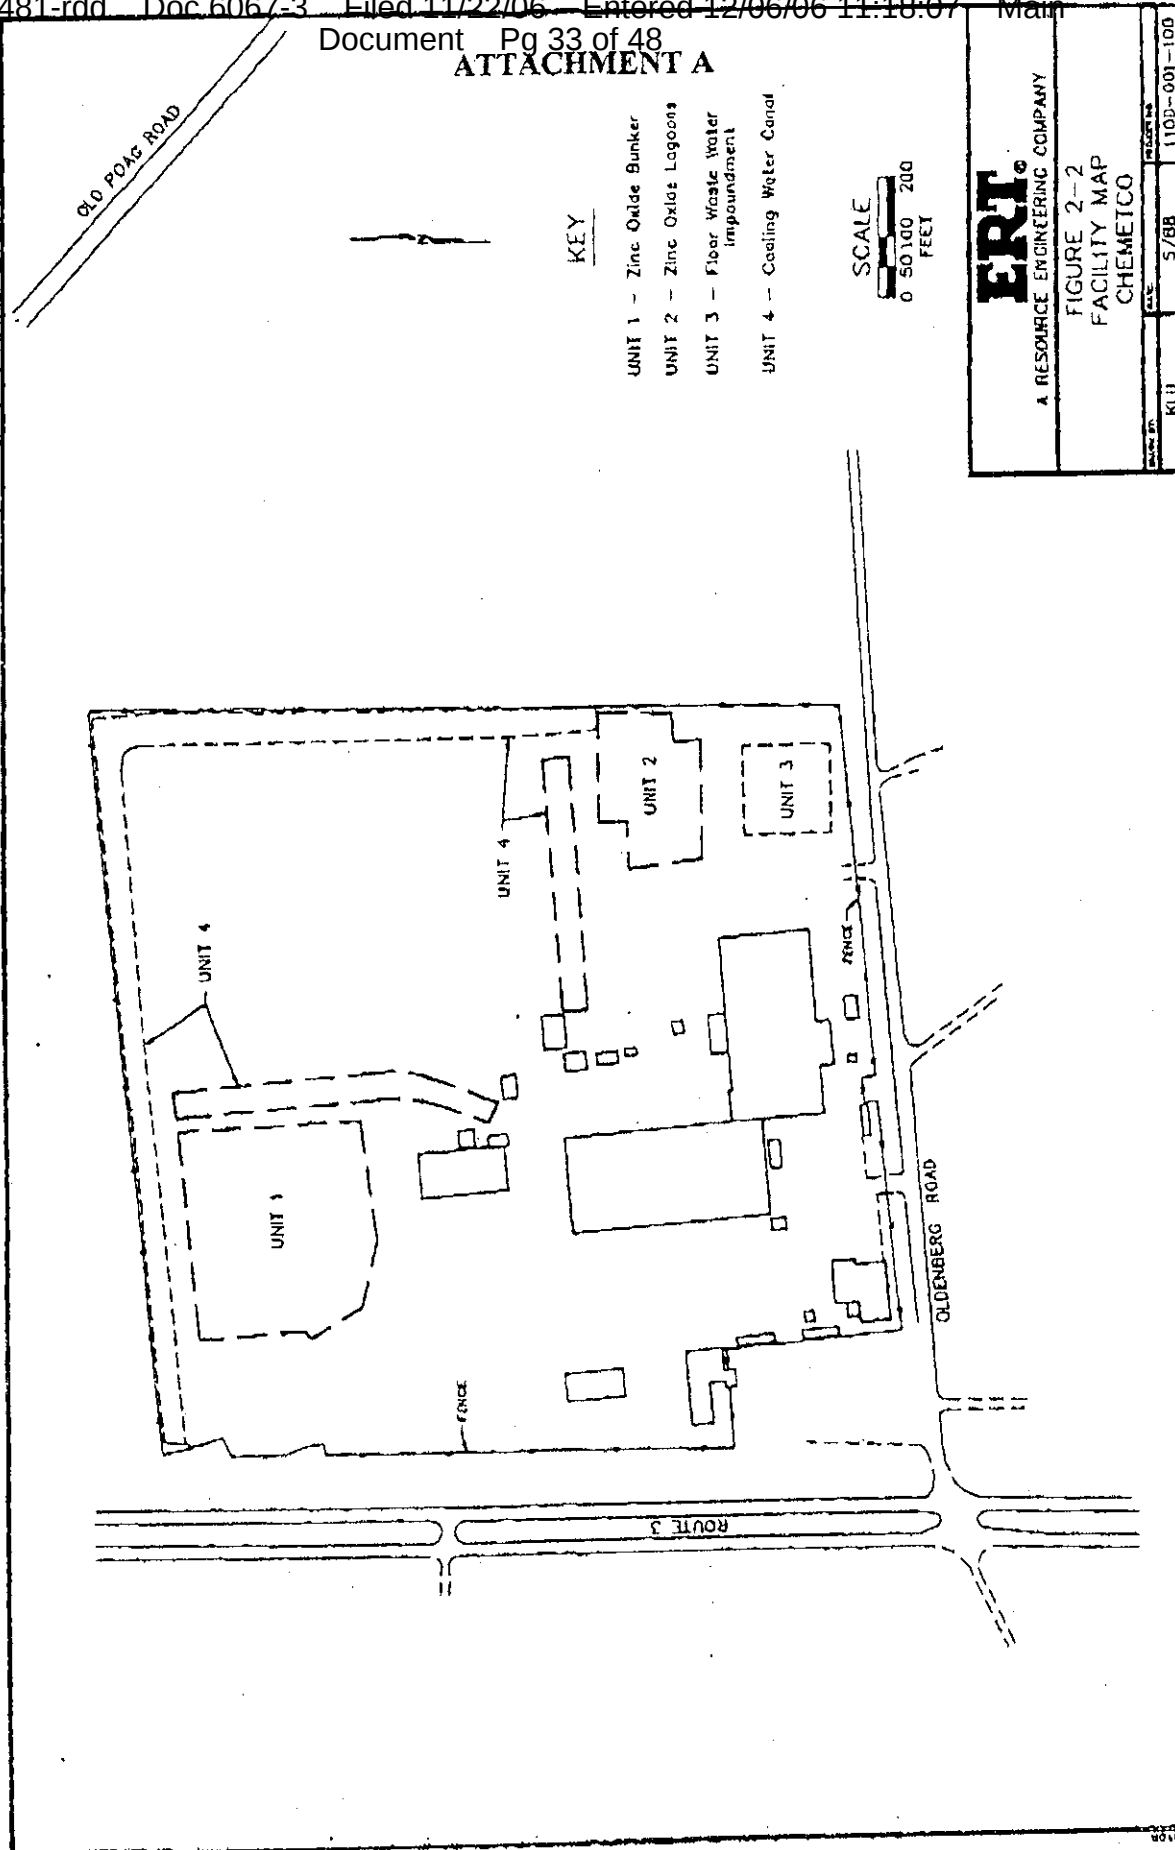 481-rdd Doc 6067-3 Filed 11/22/06 Entered 12/06/06 11:18:07 Main
Document Pg 33 of 48
ATTACHMENT A
OLD POAG ROAD
N
KEY
UNIT 1 - Zinc Oxide Bunker
UNIT 2 - Zinc Oxide Lagoons
UNIT 3 - Floor Waste Water
Impoundment
UNIT 4 - Cooling Water Canal
SCALE
0 50 100 200
FEET
ERT®
A RESOURCE ENGINEERING COMPANY
FIGURE 2-2
FACILITY MAP
CHEMETCO
5/88
UNIT 4
UNIT 4
UNIT 2
UNIT 3
UNIT 1
FENCE
FENCE
OLDENBERG ROAD
ROUTE 3